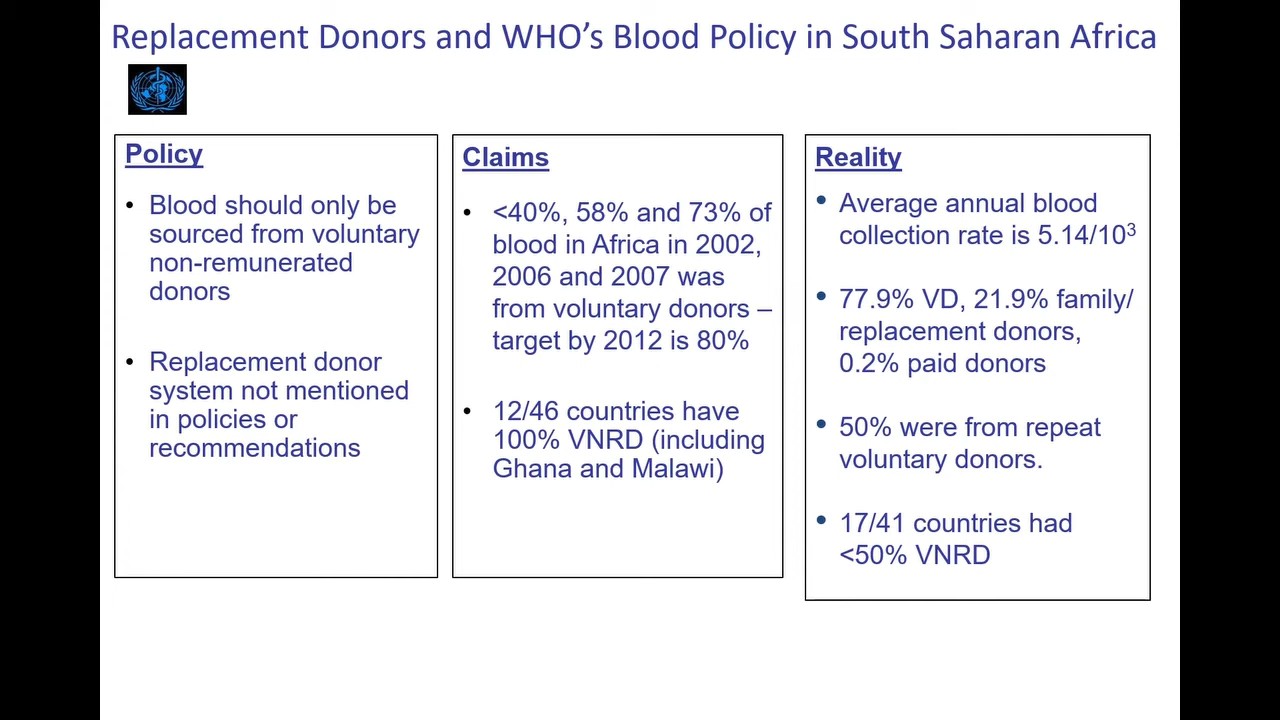 Replacement Donors and WHO’s Blood Policy in South Saharan Africa
Policy
• Blood should only be
sourced from voluntary
non-remunerated
donors
• Replacement donor
system not mentioned
in policies or
recommendations
Claims
• <40%, 58% and 73% of
blood in Africa in 2002,
2006 and 2007 was
from voluntary donors –
target by 2012 is 80%
• 12/46 countries have
100% VNRD (including
Ghana and Malawi)
Reality
• Average annual blood
collection rate is 5.14/10³
• 77.9% VD, 21.9% family/
replacement donors,
0.2% paid donors
• 50% were from repeat
voluntary donors.
• 17/41 countries had
<50% VNRD